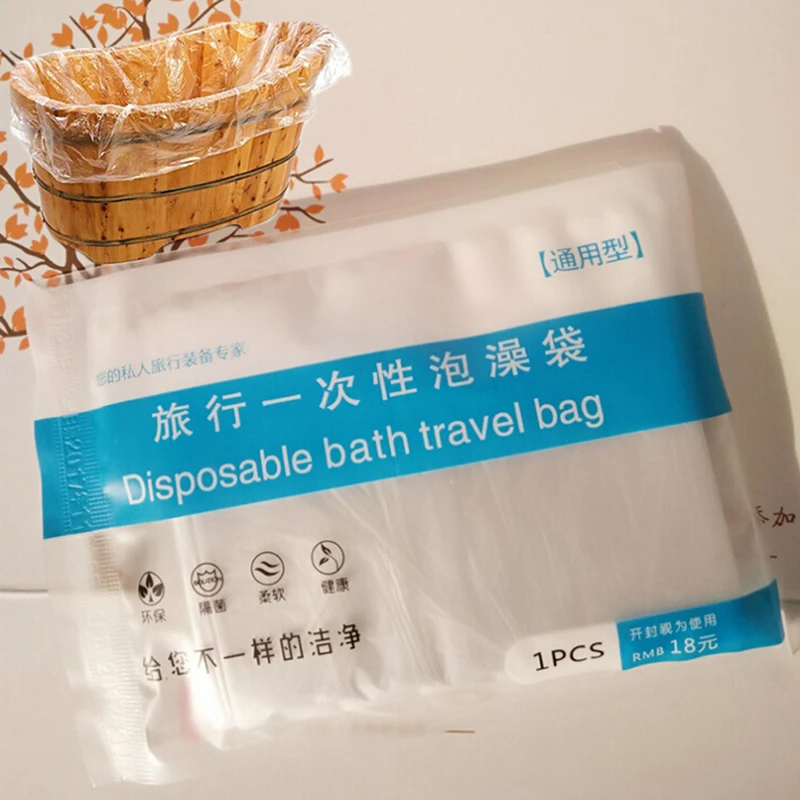 【通用型】
您的私人旅行装备专家
旅行一次性泡澡袋
Disposable bath travel bag
环保 隔菌 柔软 健康
给您不一样的洁净
1PCS
开封视为使用
RMB 18元
添加